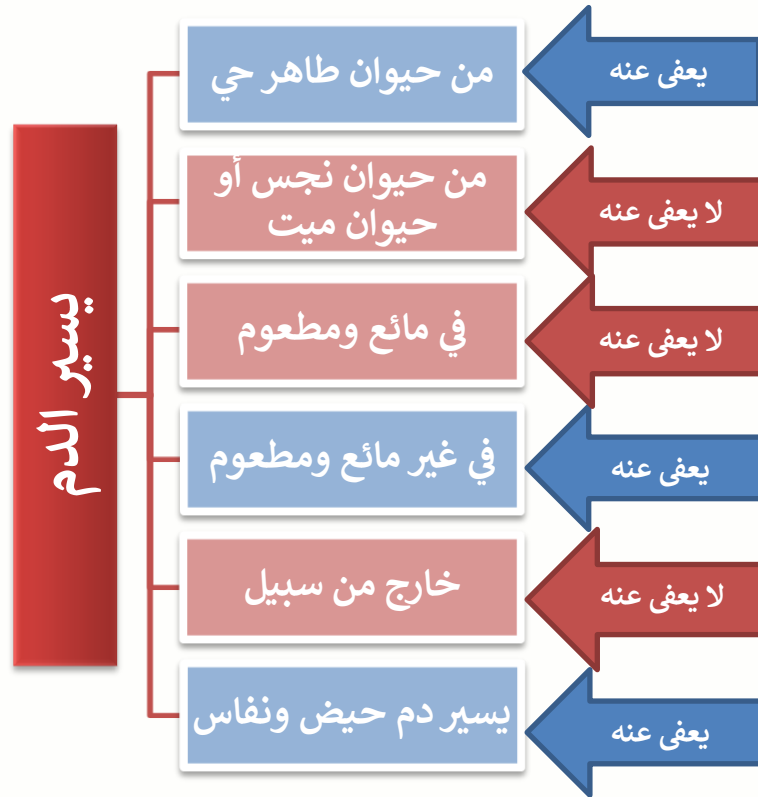 يسير الدم
من حيوان طاهر حي
يعفى عنه
من حيوان نجس أو
حيوان ميت
لا يعفى عنه
في مائع ومطعوم
لا يعفى عنه
في غير مائع ومطعوم
يعفى عنه
خارج من سبيل
لا يعفى عنه
يسير دم حيض ونفاس
يعفى عنه